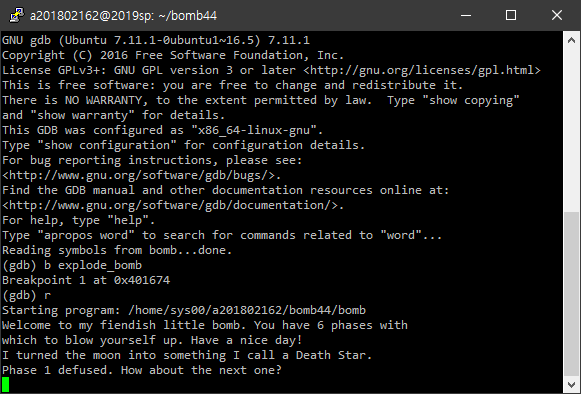 a201802162@2019sp: ~/bomb44
GNU gdb (Ubuntu 7.11.1-0ubuntu1~16.5) 7.11.1
Copyright (C) 2016 Free Software Foundation, Inc.
License GPLv3+: GNU GPL version 3 or later <http://gnu.org/licenses/gpl.html>
This is free software: you are free to change and redistribute it.
There is NO WARRANTY, to the extent permitted by law.  Type "show copying"
and "show warranty" for details.
This GDB was configured as "x86_64-linux-gnu".
Type "show configuration" for configuration details.
For bug reporting instructions, please see:
<http://www.gnu.org/software/gdb/bugs/>.
Find the GDB manual and other documentation resources online at:
<http://www.gnu.org/software/gdb/documentation/>.
For help, type "help".
Type "apropos word" to search for commands related to "word"...
Reading symbols from bomb...done.
(gdb) b explode_bomb
Breakpoint 1 at 0x401674
(gdb) r
Starting program: /home/sys00/a201802162/bomb44/bomb
Welcome to my fiendish little bomb. You have 6 phases with
which to blow yourself up. Have a nice day!
I turned the moon into something I call a Death Star.
Phase 1 defused. How about the next one?